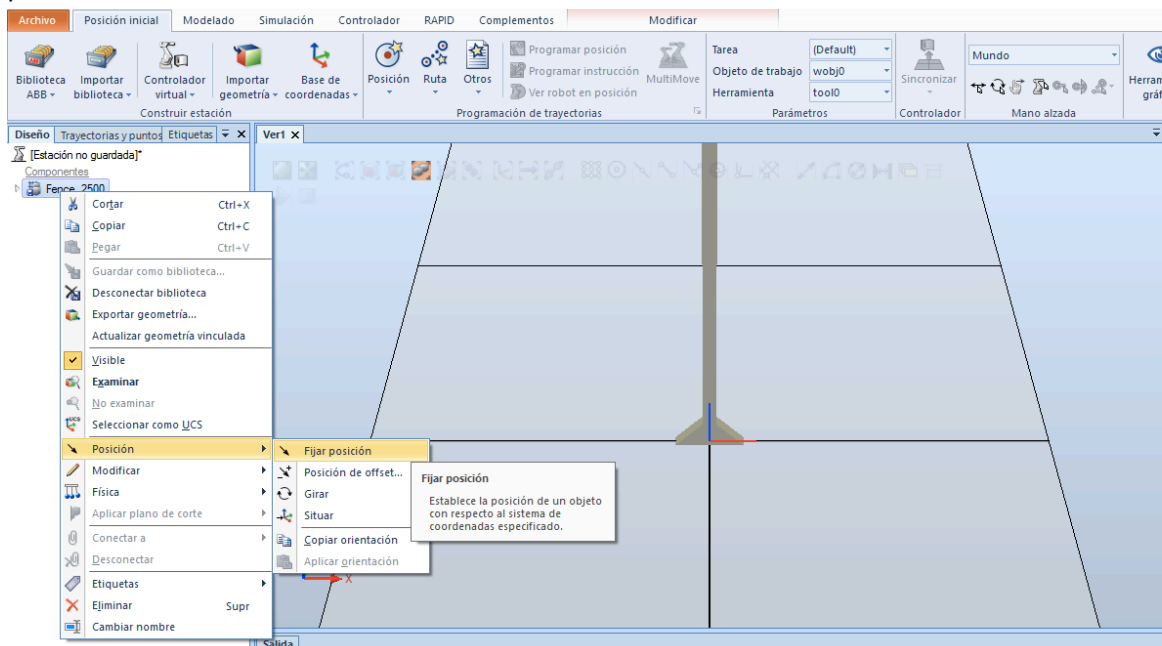 Archivo Posición inicial Modelado Simulación Controlador RAPID Complementos Modificar
Biblioteca ABB
Importar biblioteca
Controlador virtual
Importar geometría
Base de coordenadas
Construir estación
Posición
Ruta
Otros
Programar posición
Programar instrucción
Ver robot en posición
MultiMove
Programación de trayectorias
Tarea (Default)
Objeto de trabajo wobj0
Herramienta tool0
Parámetros
Sincronizar
Controlador
Mundo
Mano alzada
Herram
gráf
Diseño Trayectorias y puntos Etiquetas
Ver1
[Estación no guardada]*
Componentes
Fence_2500
Cortar Ctrl+X
Copiar Ctrl+C
Pegar Ctrl+V
Guardar como biblioteca...
Desconectar biblioteca
Exportar geometría...
Actualizar geometría vinculada
Visible
Examinar
No examinar
UCS Seleccionar como UCS
Posición
Modificar
Física
Aplicar plano de corte
Conectar a
Desconectar
Etiquetas
Eliminar Supr
Cambiar nombre
Fijar posición
Posición de offset...
Girar
Situar
Copiar orientación
Aplicar orientación
Fijar posición
Establece la posición de un objeto
con respecto al sistema de
coordenadas especificado.
X
Salida